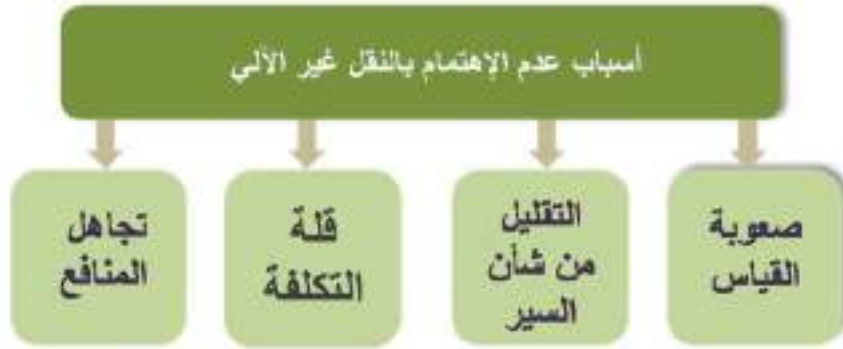 أسباب عدم الإهتمام بالنقل غير الآلي
صعوبة
القياس
التقليل
من شأن
السير
قلة
التكلفة
تجاهل
المنافع